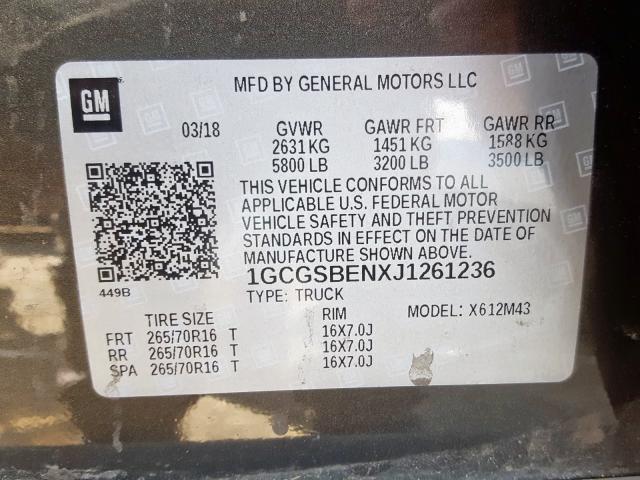 GM
MFD BY GENERAL MOTORS LLC
03/18 GVWR GAWR FRT GAWR RR
2631 KG 1451 KG 1588 KG
5800 LB 3200 LB 3500 LB
THIS VEHICLE CONFORMS TO ALL
APPLICABLE U.S. FEDERAL MOTOR
VEHICLE SAFETY AND THEFT PREVENTION
STANDARDS IN EFFECT ON THE DATE OF
MANUFACTURE SHOWN ABOVE.
449B
1GCGSBENXJ1261236
TYPE: TRUCK MODEL: X612M43
TIRE SIZE RIM
FRT 265/70R16 T 16X7.0J
RR 265/70R16 T 16X7.0J
SPA 265/70R16 T 16X7.0J